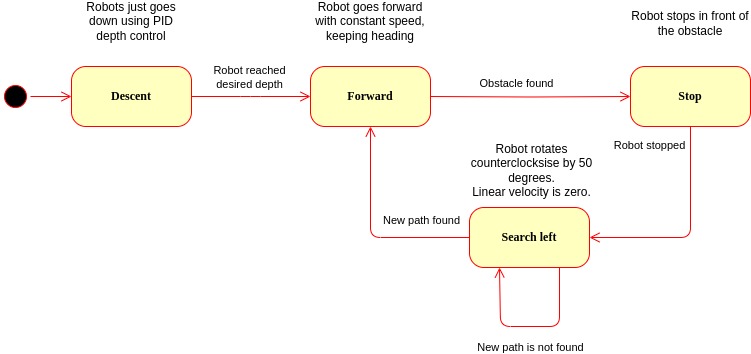 Robots just goes
down using PID
depth control
Robot goes forward
with constant speed,
keeping heading
Robot stops in front of
the obstacle
Robot reached
desired depth
Obstacle found
Descent
Forward
Stop
Robot stopped
Robot rotates
counterclocksise by 50
degrees.
Linear velocity is zero.
New path found
Search left
New path is not found